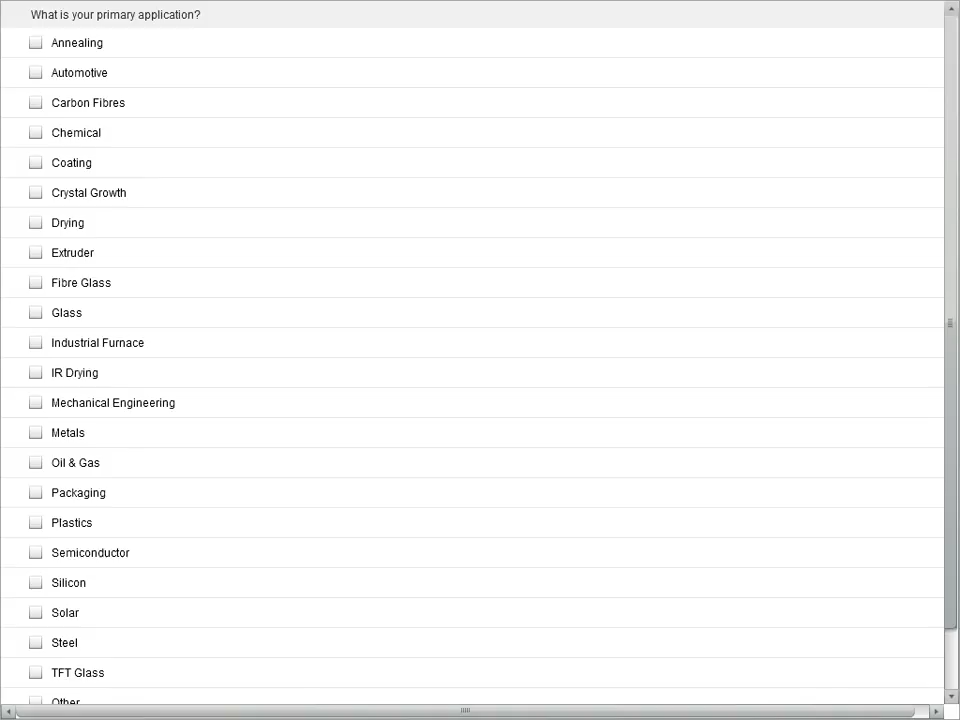 What is your primary application?
Annealing
Automotive
Carbon Fibres
Chemical
Coating
Crystal Growth
Drying
Extruder
Fibre Glass
Glass
Industrial Furnace
IR Drying
Mechanical Engineering
Metals
Oil & Gas
Packaging
Plastics
Semiconductor
Silicon
Solar
Steel
TFT Glass
Other